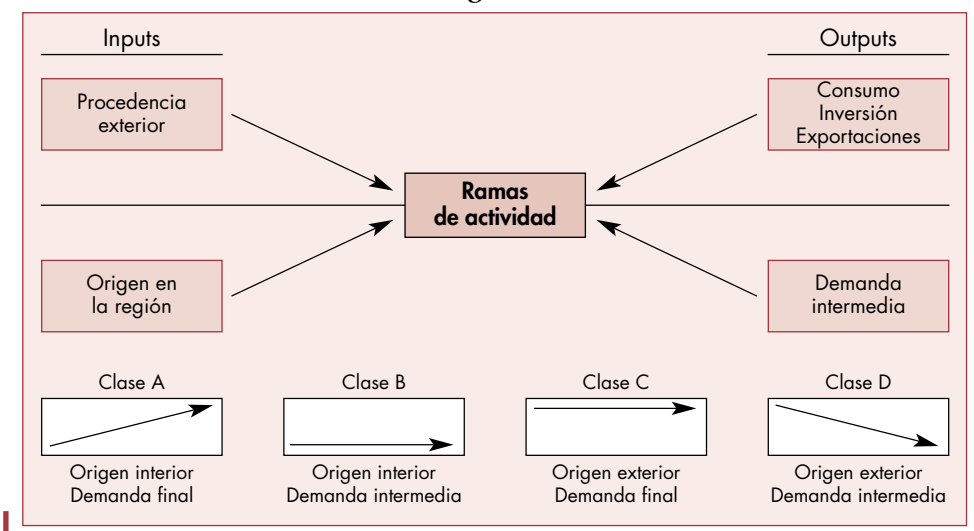 Inputs
Outputs
Procedencia
exterior
Consumo
Inversión
Exportaciones
Ramas
de actividad
Origen en
la región
Demanda
intermedia
Clase A
Clase B
Clase C
Clase D
Origen interior
Demanda final
Origen interior
Demanda intermedia
Origen exterior
Demanda final
Origen exterior
Demanda intermedia